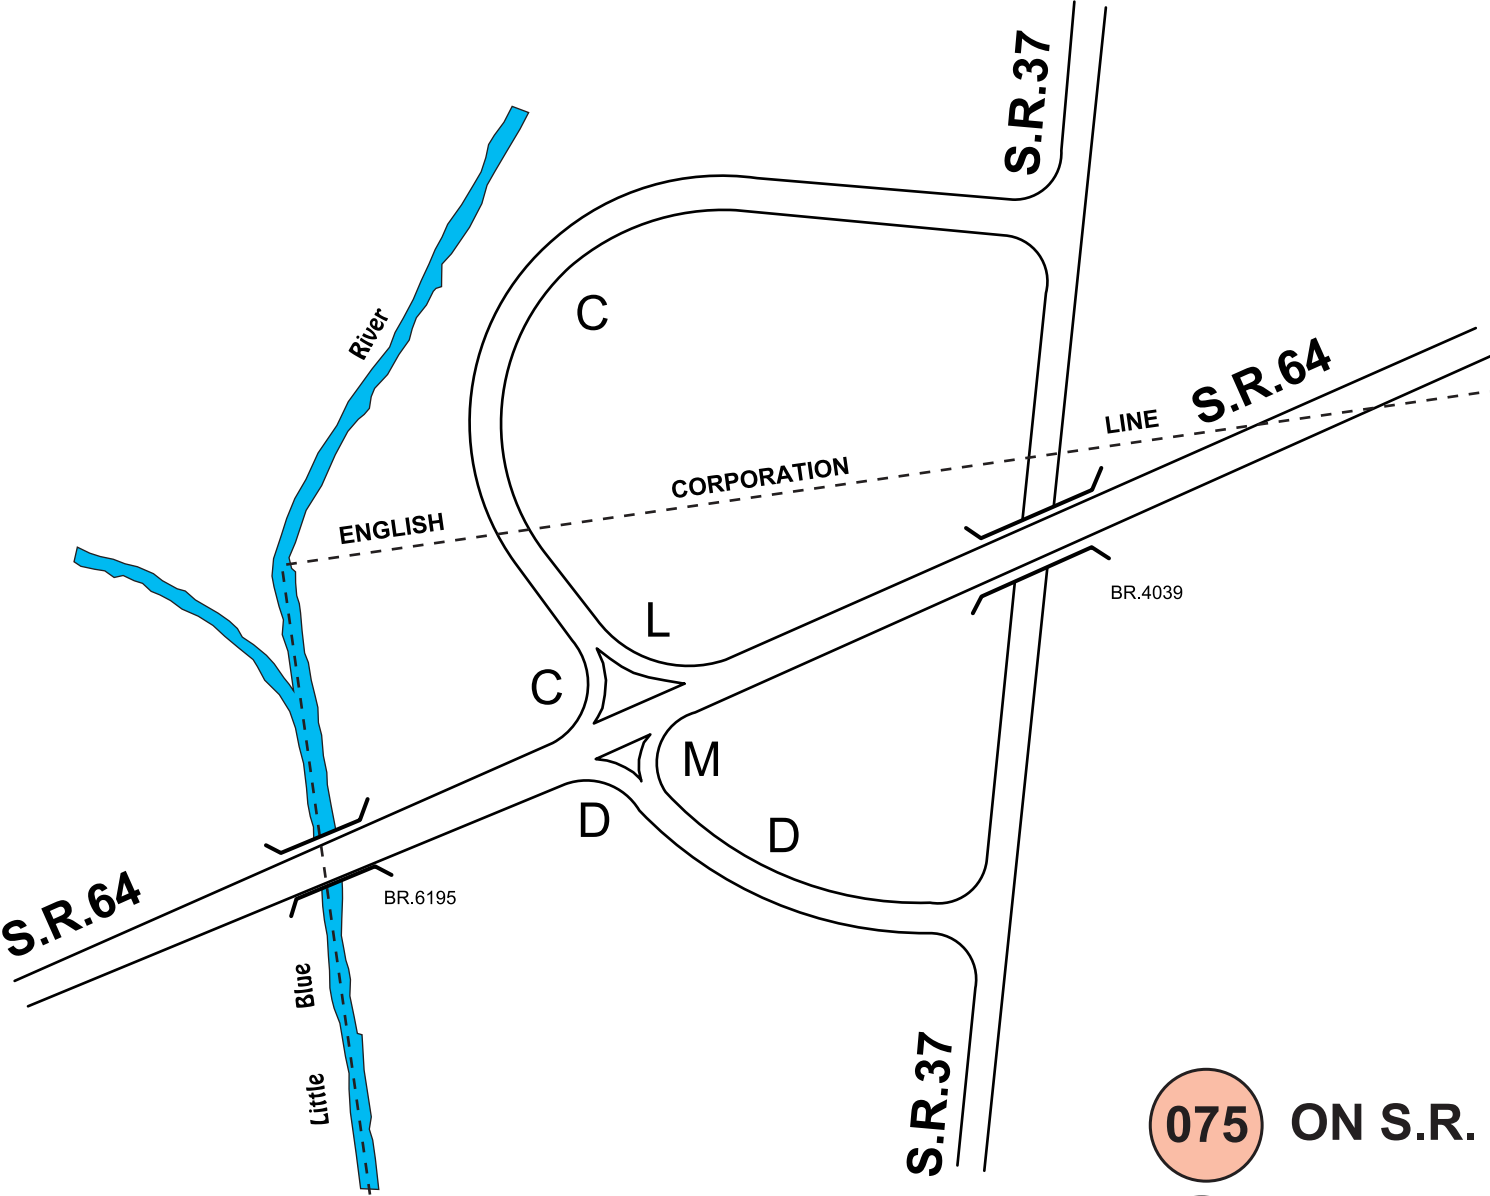 S.R.37
River
C
S.R.64
LINE
CORPORATION
ENGLISH
BR.4039
L
C
M
D
D
BR.6195
S.R.64
Blue
Little
S.R.37
075 ON S.R.